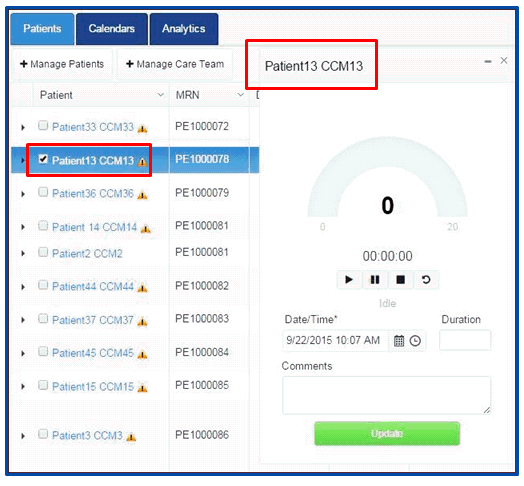 Patients Calendars Analytics
+ Manage Patients + Manage Care Team
Patient MRN
Patient33 CCM33 PE1000072
Patient13 CCM13 PE1000078
Patient36 CCM36 PE1000079
Patient 14 CCM14 PE1000081
Patient2 CCM2 PE1000081
Patient44 CCM44 PE1000082
Patient37 CCM37 PE1000083
Patient45 CCM45 PE1000084
Patient15 CCM15 PE1000085
Patient3 CCM3 PE1000086
Patient13 CCM13
0
0 20
00:00:00
Idle
Date/Time* Duration
9/22/2015 10:07 AM
Comments
Update